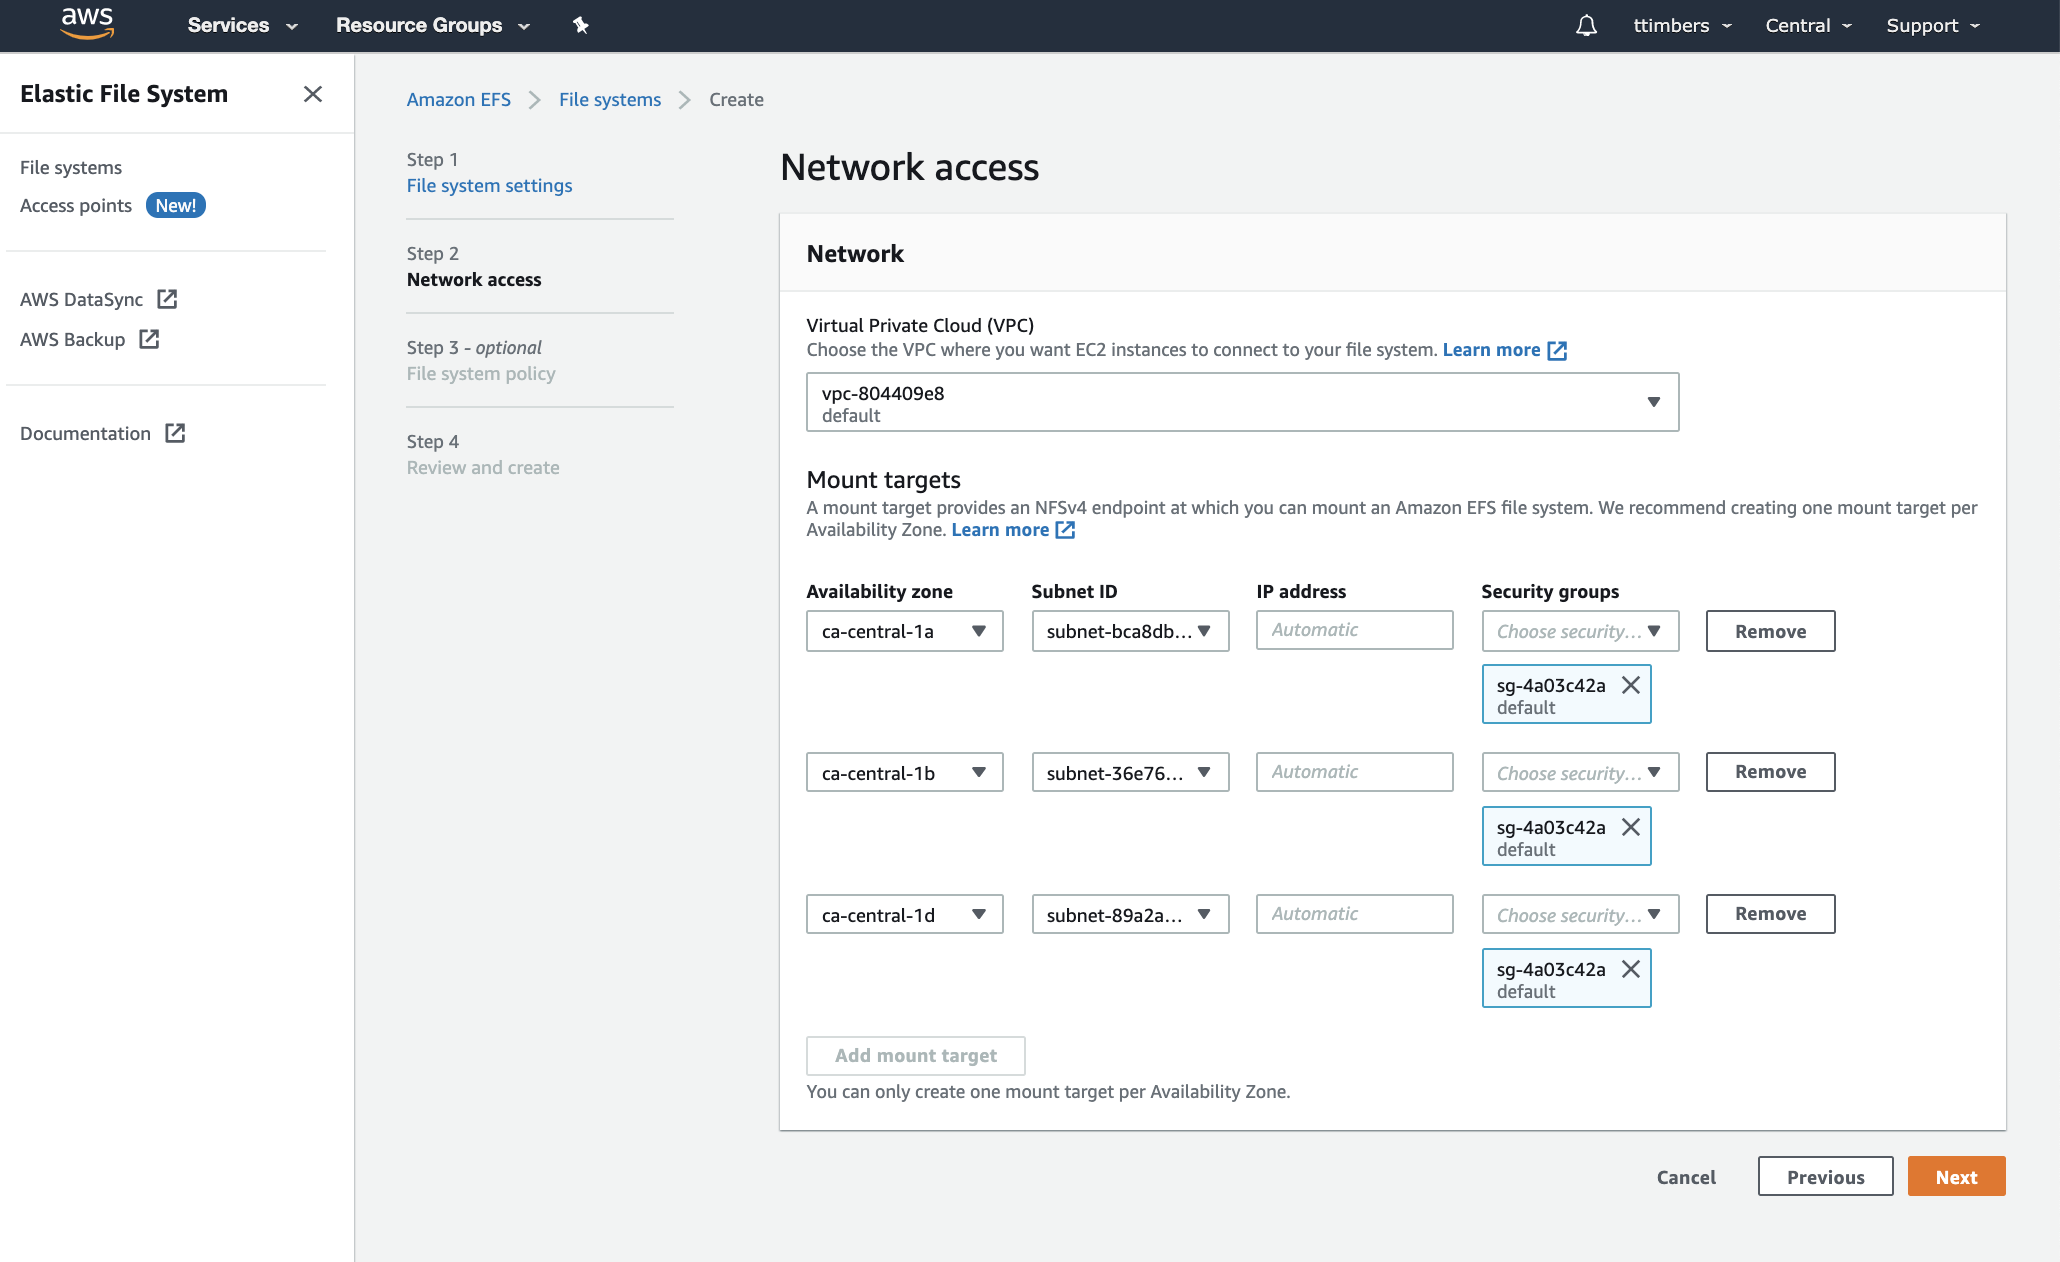 aws
Services
Resource Groups
ttimbers
Central
Support
Elastic File System
File systems
Access points New!
AWS DataSync
AWS Backup
Documentation
Amazon EFS
File systems
Create
Step 1
File system settings
Step 2
Network access
Step 3 - optional
File system policy
Step 4
Review and create
Network access
Network
Virtual Private Cloud (VPC)
Choose the VPC where you want EC2 instances to connect to your file system. Learn more
vpc-804409e8
default
Mount targets
A mount target provides an NFSv4 endpoint at which you can mount an Amazon EFS file system. We recommend creating one mount target per
Availability Zone. Learn more
Availability zone
Subnet ID
IP address
Security groups
ca-central-1a
subnet-bca8db...
Automatic
Choose security...
Remove
sg-4a03c42a
default
ca-central-1b
subnet-36e76...
Automatic
Choose security...
Remove
sg-4a03c42a
default
ca-central-1d
subnet-89a2a...
Automatic
Choose security...
Remove
sg-4a03c42a
default
Add mount target
You can only create one mount target per Availability Zone.
Cancel
Previous
Next